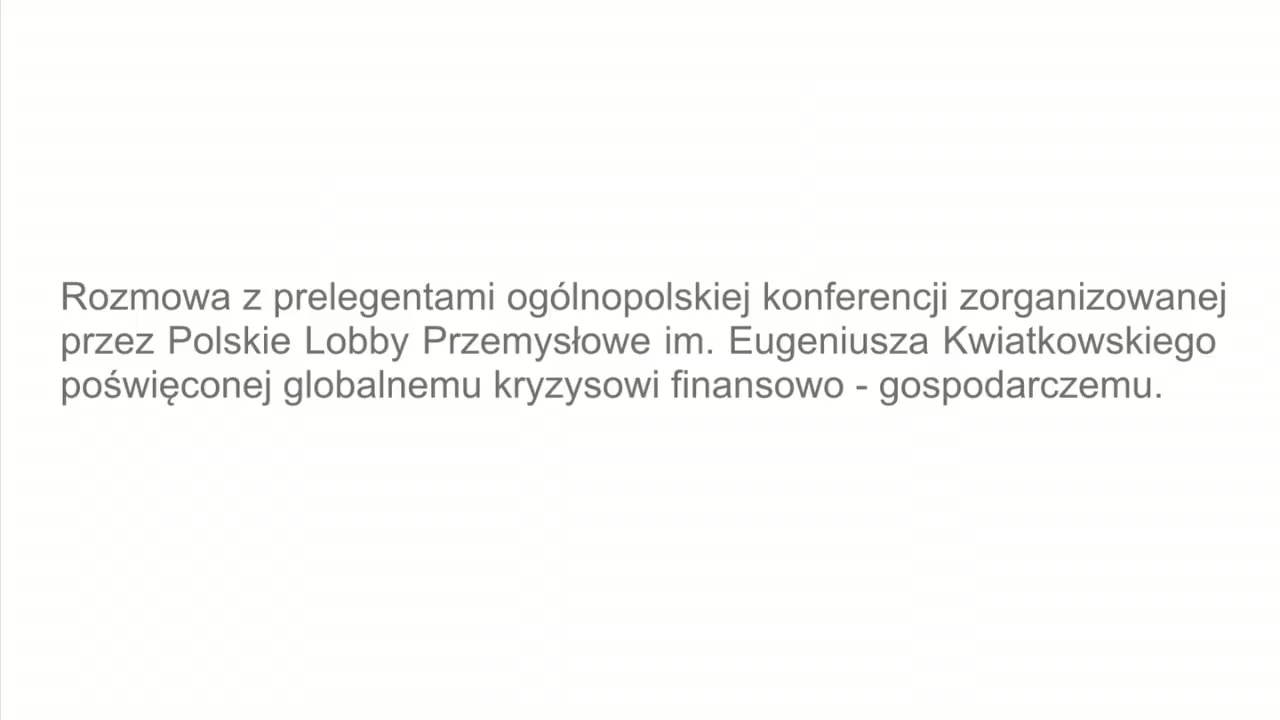 Rozmowa z prelegentami ogólnopolskiej konferencji zorganizowanej
przez Polskie Lobby Przemysłowe im. Eugeniusza Kwiatkowskiego
poświęconej globalnemu kryzysowi finansowo - gospodarczemu.